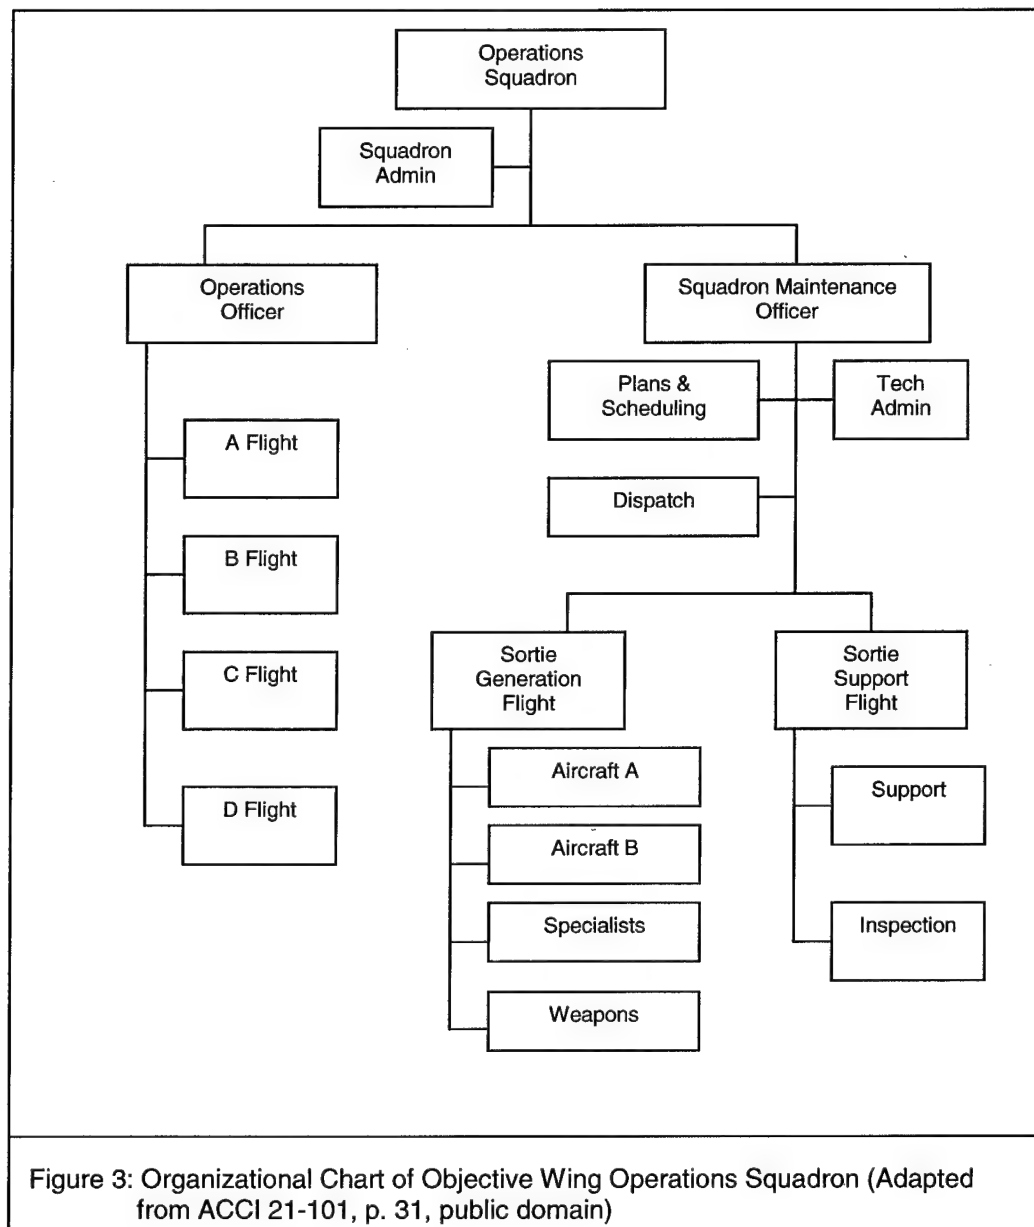 Operations
Squadron
Squadron
Admin
Operations
Officer
Squadron Maintenance
Officer
Plans &
Scheduling
Tech
Admin
A Flight
Dispatch
B Flight
Sortie
Generation
Flight
Sortie
Support
Flight
C Flight
Aircraft A
Support
D Flight
Aircraft B
Specialists
Inspection
Weapons
Figure 3: Organizational Chart of Objective Wing Operations Squadron (Adapted
from ACCI 21-101, p. 31, public domain)